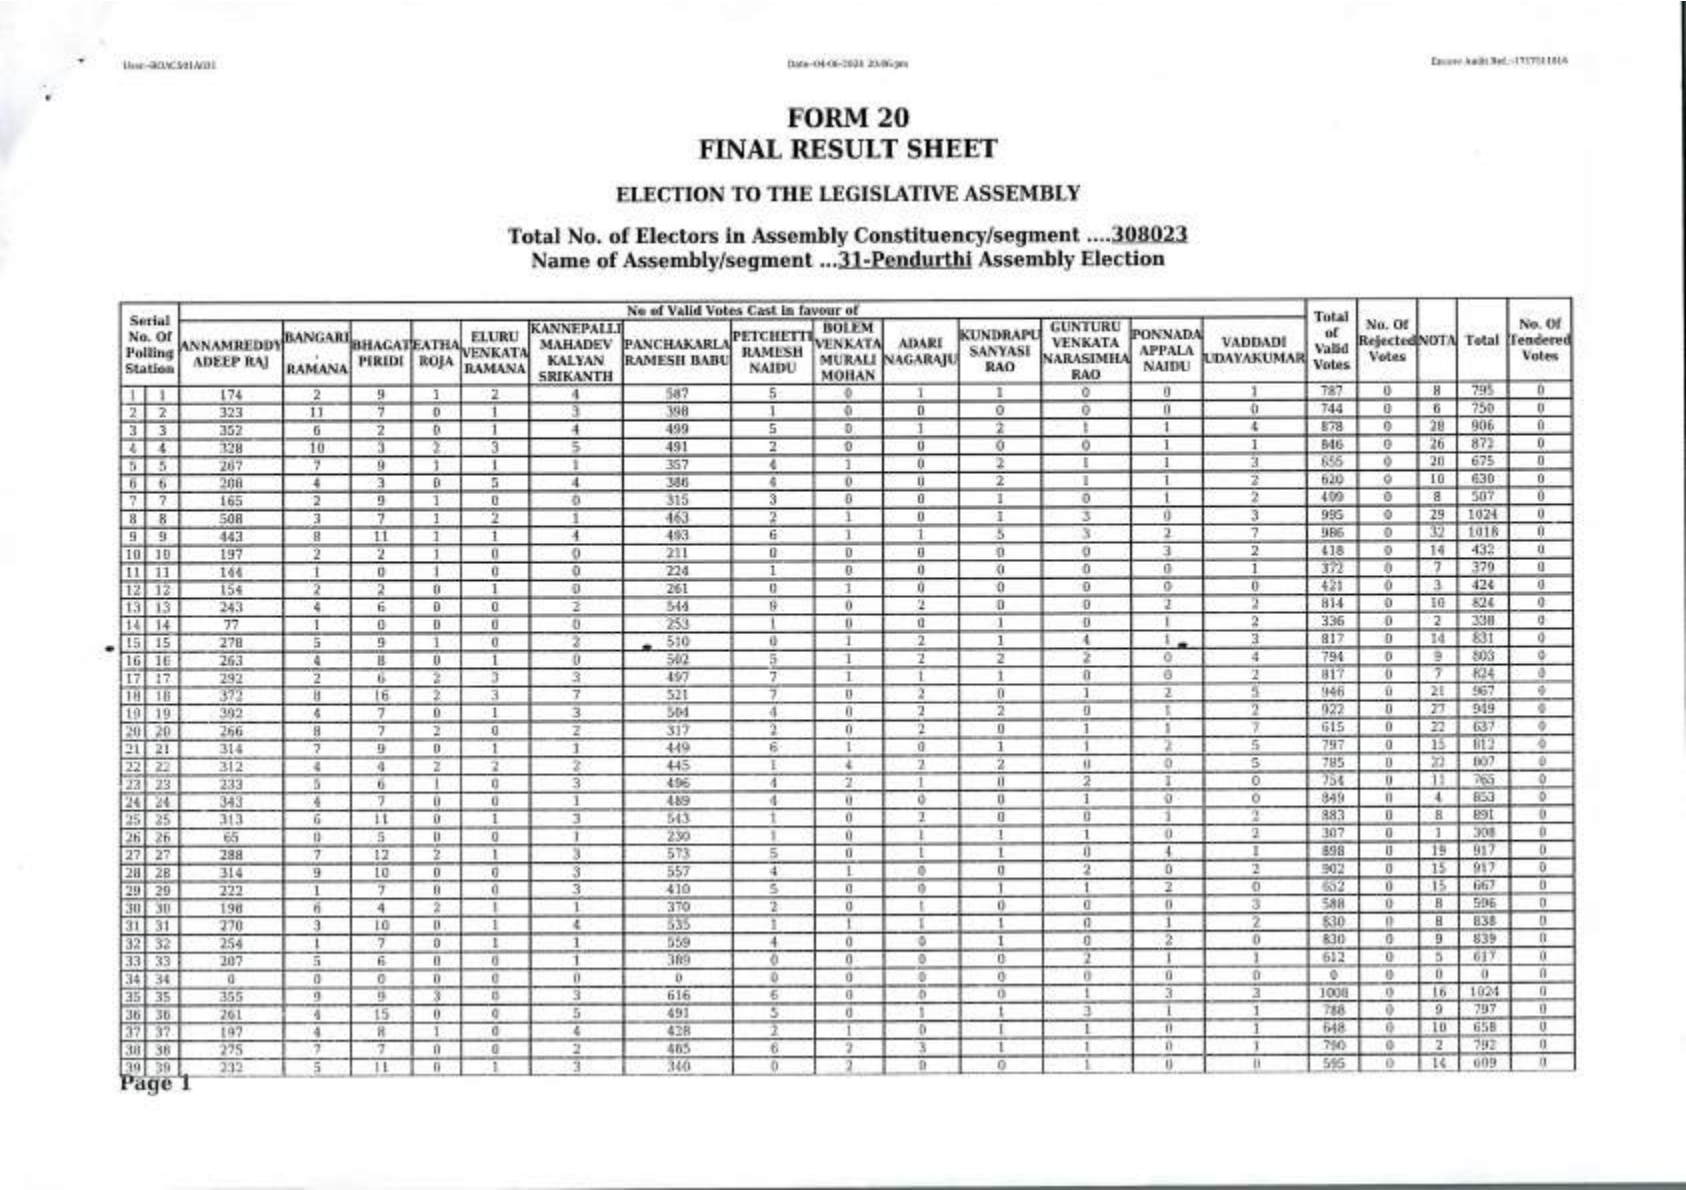 User:-ROAC501A031
Date:-04-06-2024 20:06:pm
FORM 20
FINAL RESULT SHEET
ELECTION TO THE LEGISLATIVE ASSEMBLY
Total No. of Electors in Assembly Constituency/segment ....308023
Name of Assembly/segment ...31-Pendurthi Assembly Election
Serial No. Of Polling Station No of Valid Votes Cast in favour of Total of Valid Votes No. Of Rejected Votes NOTA Total No. Of Tendered Votes
ANNAMREDDY ADEEP RAJ BANGARI . RAMANA BHAGAT PIRIDI EATHA ROJA ELURU VENKATA RAMANA KANNEPALLI MAHADEV KALYAN SRIKANTH PANCHAKARLA RAMESH BABU PETCHETTI RAMESH NAIDU BOLEM VENKATA MURALI MOHAN ADARI NAGARAJU KUNDRAPU SANYASI RAO GUNTURU VENKATA NARASIMHA RAO PONNADA APPALA NAIDU VADDADI UDAYAKUMAR
1 1 174 2 9 1 2 4 587 5 0 1 1 0 0 1 787 0 8 795 0
2 2 323 11 7 0 1 3 398 1 0 0 0 0 0 0 744 0 6 750 0
3 3 352 6 2 0 1 4 499 5 0 1 2 1 1 4 878 0 28 906 0
4 4 328 10 3 2 3 5 491 2 0 0 0 0 1 1 846 0 26 872 0
5 5 267 7 9 1 1 1 357 4 1 0 2 1 1 3 655 0 20 675 0
6 6 208 4 3 0 5 4 386 4 0 0 2 1 1 2 620 0 10 630 0
7 7 165 2 9 1 0 0 315 3 0 0 1 0 1 2 499 0 8 507 0
8 8 508 3 7 1 2 1 463 2 1 0 1 3 0 3 995 0 29 1024 0
9 9 443 8 11 1 1 4 493 6 1 1 5 3 2 7 986 0 32 1018 0
10 10 197 2 2 1 0 0 211 0 0 0 0 0 3 2 418 0 14 432 0
11 11 144 1 0 1 0 0 224 1 0 0 0 0 0 1 372 0 7 379 0
12 12 154 2 2 0 1 0 261 0 1 0 0 0 0 0 421 0 3 424 0
13 13 243 4 6 0 0 2 544 9 0 2 0 0 2 2 814 0 10 824 0
14 14 77 1 0 0 0 0 253 1 0 0 1 0 1 2 336 0 2 338 0
15 15 278 5 9 1 0 2 510 0 1 2 1 4 1 3 817 0 14 831 0
16 16 263 4 8 0 1 0 502 5 1 2 2 2 0 4 794 0 9 803 0
17 17 292 2 6 2 3 3 497 7 1 1 1 0 0 2 817 0 7 824 0
18 18 372 8 16 2 3 7 521 7 0 2 0 1 2 5 946 0 21 967 0
19 19 392 4 7 0 1 3 504 4 0 2 2 0 1 2 922 0 27 949 0
20 20 266 8 7 2 0 2 317 2 0 2 0 1 1 7 615 0 22 637 0
21 21 314 7 9 0 1 1 449 6 1 0 1 1 2 5 797 0 15 812 0
22 22 312 4 4 2 2 2 445 1 4 2 2 0 0 5 785 0 22 807 0
23 23 233 5 6 1 0 3 496 4 2 1 0 2 1 0 754 0 11 765 0
24 24 343 4 7 0 0 1 489 4 0 0 0 1 0 0 849 0 4 853 0
25 25 313 6 11 0 1 3 543 1 0 2 0 0 1 2 883 0 8 891 0
26 26 65 0 5 0 0 1 230 1 0 1 1 1 0 2 307 0 1 308 0
27 27 288 7 12 2 1 3 573 5 0 1 1 0 4 1 898 0 19 917 0
28 28 314 9 10 0 0 3 557 4 1 0 0 2 0 2 902 0 15 917 0
29 29 222 1 7 0 0 3 410 5 0 0 1 1 2 0 652 0 15 667 0
30 30 198 6 4 2 1 1 370 2 0 1 0 0 0 3 588 0 8 596 0
31 31 270 3 10 0 1 4 535 1 1 1 1 0 1 2 830 0 8 838 0
32 32 254 1 7 0 1 1 559 4 0 0 1 0 2 0 830 0 9 839 0
33 33 207 5 6 0 0 1 389 0 0 0 0 2 1 1 612 0 5 617 0
34 34 0 0 0 0 0 0 0 0 0 0 0 0 0 0 0 0 0 0 0
35 35 355 9 9 3 0 3 616 6 0 0 0 1 3 3 1008 0 16 1024 0
36 36 261 4 15 0 0 5 491 5 0 1 1 3 1 1 788 0 9 797 0
37 37 197 4 8 1 0 4 428 2 1 0 1 1 0 1 648 0 10 658 0
38 38 275 7 7 0 0 2 485 6 2 3 1 1 0 1 790 0 2 792 0
39 39 232 5 11 0 1 3 340 0 2 0 0 1 0 0 595 0 14 609 0
Page 1